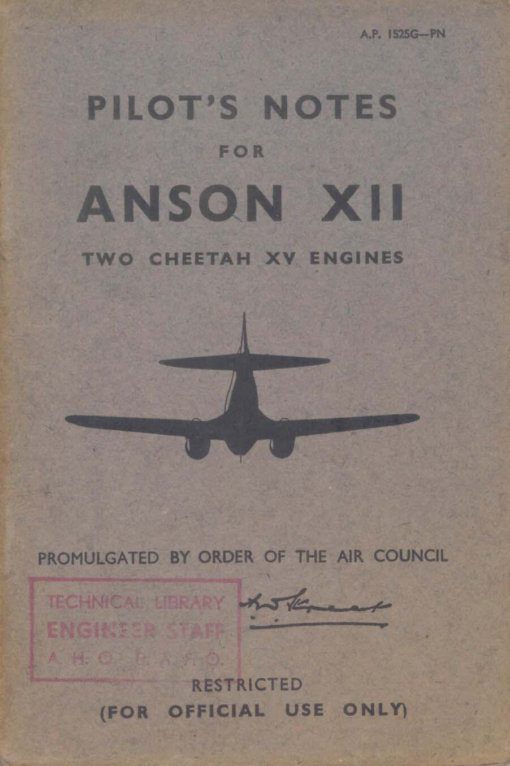 A.P. 1525G—PN
PILOT'S NOTES
FOR
ANSON XII
TWO CHEETAH XV ENGINES
PROMULGATED BY ORDER OF THE AIR COUNCIL
TECHNICAL LIBRARY
ENGINEER STAFF
A. H. Q.
RESTRICTED
(FOR OFFICIAL USE ONLY)